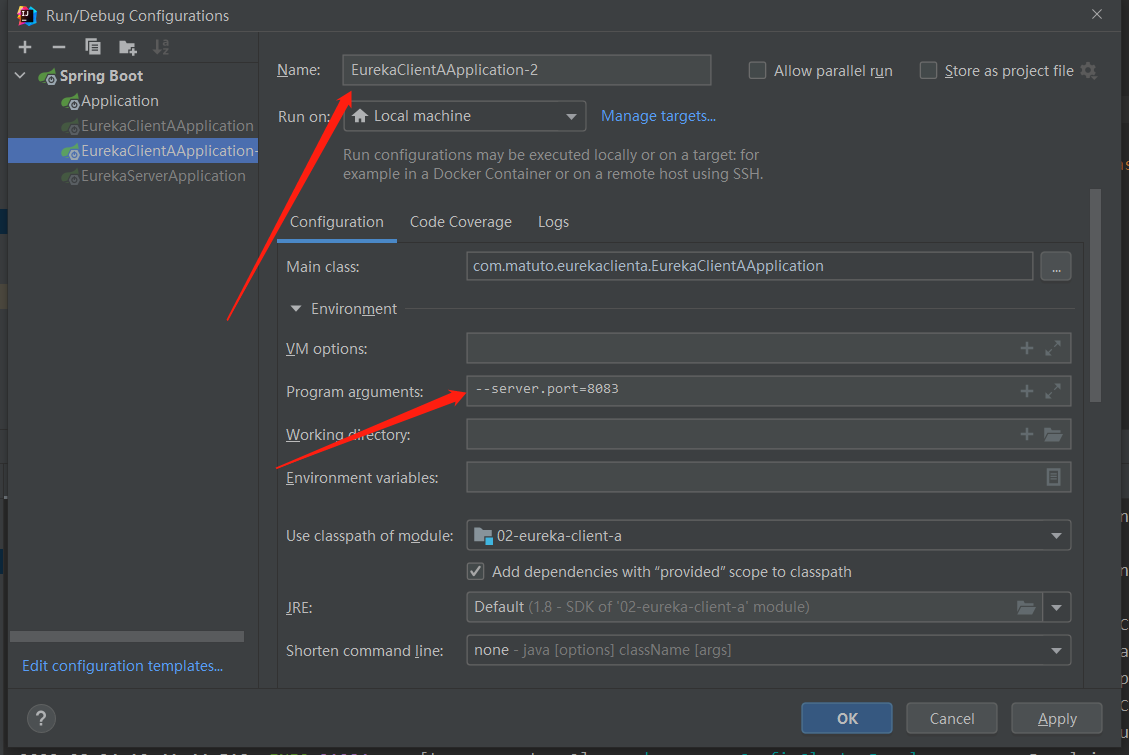 Run/Debug Configurations
Spring Boot
Application
EurekaClientAApplication
EurekaClientAApplication-
EurekaServerApplication
Edit configuration templates...
Name: EurekaClientAApplication-2
Allow parallel run
Store as project file
Run on: Local machine
Manage targets...
Run configurations may be executed locally or on a target: for
example in a Docker Container or on a remote host using SSH.
Configuration Code Coverage Logs
Main class: com.matuto.eurekaclienta.EurekaClientAApplication ...
Environment
VM options:
Program arguments: --server.port=8083
Working directory:
Environment variables:
Use classpath of module: 02-eureka-client-a
Add dependencies with “provided” scope to classpath
JRE: Default (1.8 - SDK of '02-eureka-client-a' module)
Shorten command line: none - java [options] className [args]
? OK Cancel Apply